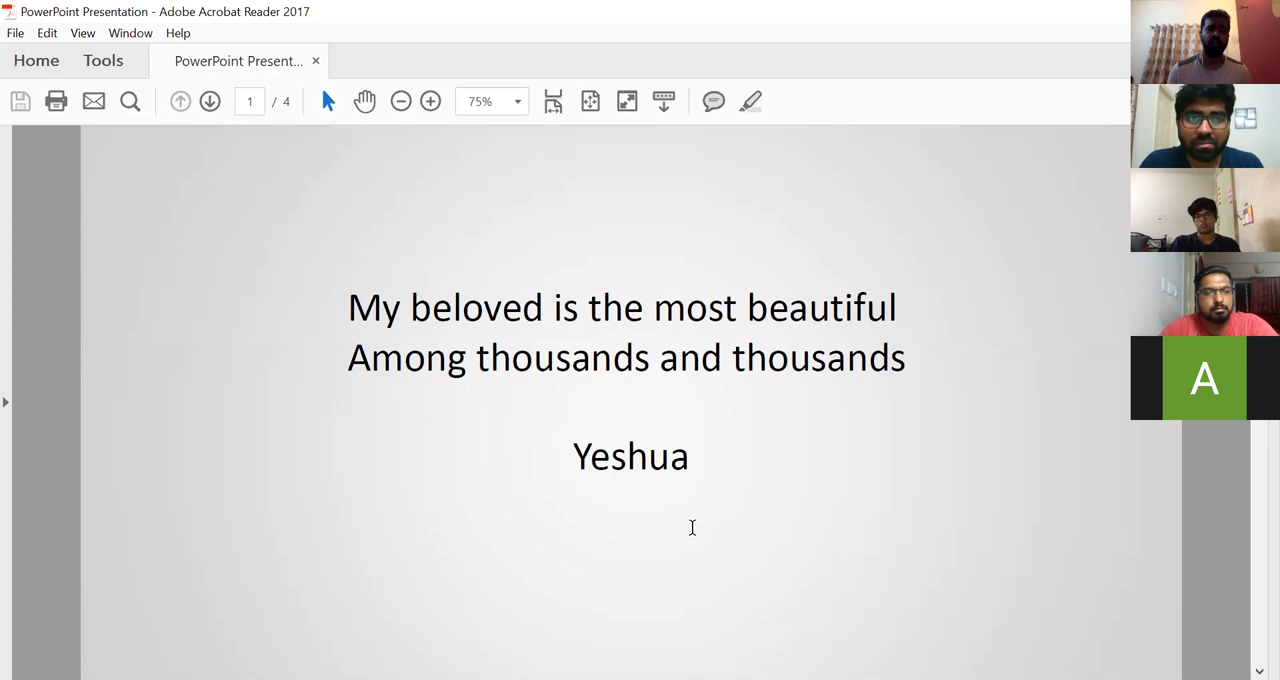 PowerPoint Presentation - Adobe Acrobat Reader 2017
File Edit View Window Help
Home Tools PowerPoint Present... ×
1 / 4 75%
My beloved is the most beautiful
Among thousands and thousands
Yeshua
A